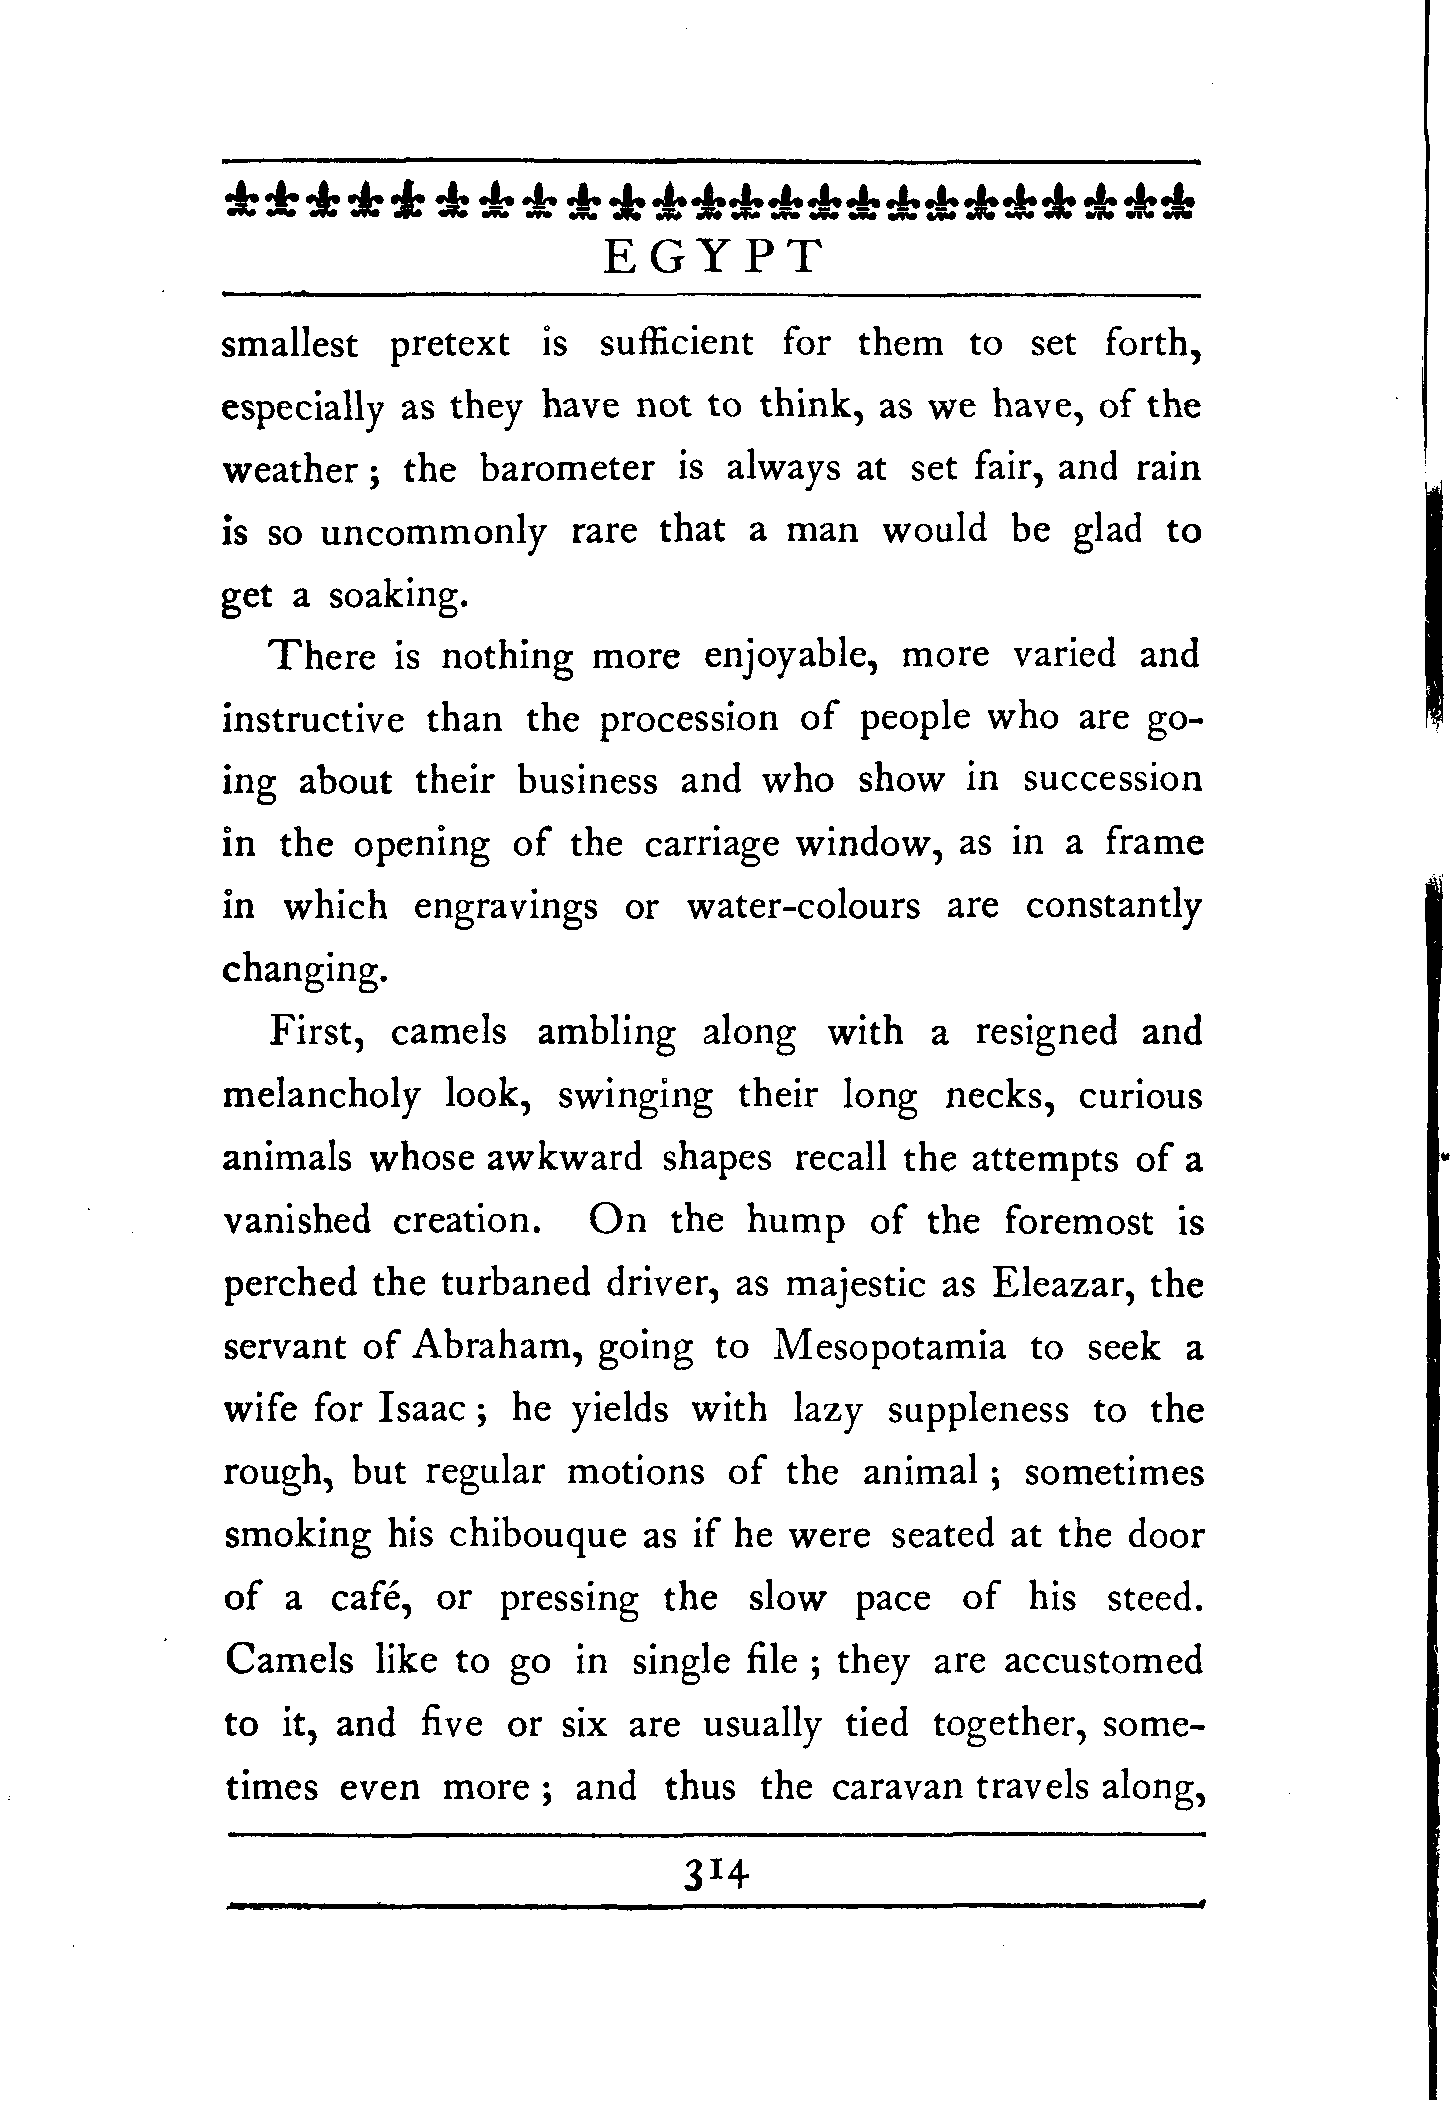 EGYPT
smallest pretext is sufficient for them to set forth,
especially as they have not to think, as we have, of the
weather ; the barometer is always at set fair, and rain
is so uncommonly rare that a man would be glad to
get a soaking.
There is nothing more enjoyable, more varied and
instructive than the procession of people who are go-
ing about their business and who show in succession
in the opening of the carriage window, as in a frame
in which engravings or water-colours are constantly
changing.
First, camels ambling along with a resigned and
melancholy look, swinging their long necks, curious
animals whose awkward shapes recall the attempts of a
vanished creation. On the hump of the foremost is
perched the turbaned driver, as majestic as Eleazar, the
servant of Abraham, going to Mesopotamia to seek a
wife for Isaac ; he yields with lazy suppleness to the
rough, but regular motions of the animal ; sometimes
smoking his chibouque as if he were seated at the door
of a café, or pressing the slow pace of his steed.
Camels like to go in single file ; they are accustomed
to it, and five or six are usually tied together, some-
times even more ; and thus the caravan travels along,
314